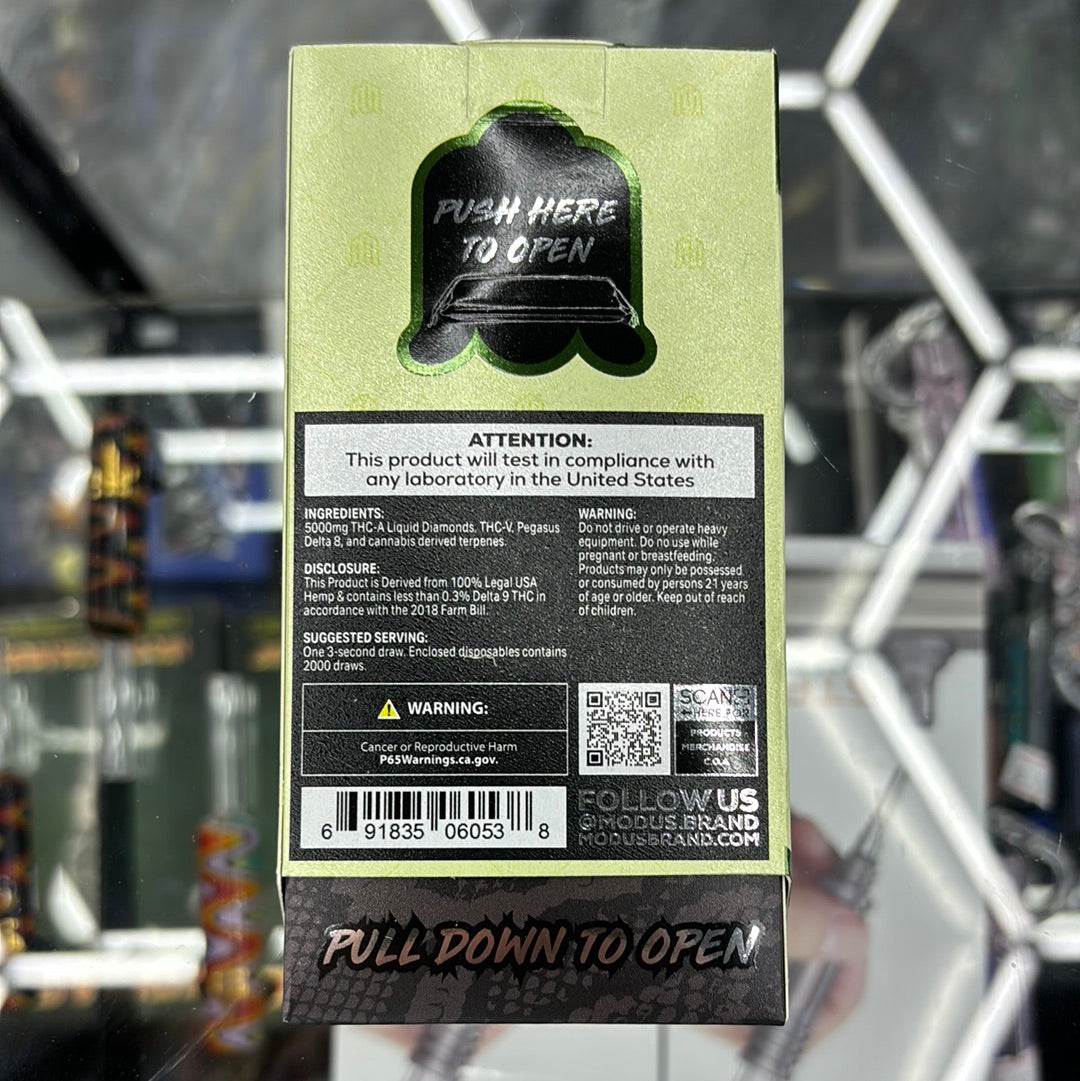 PUSH HERE
TO OPEN
ATTENTION:
This product will test in compliance with
any laboratory in the United States
INGREDIENTS:
5000mg THC-A Liquid Diamonds. THC-V, Pegasus
Delta 8, and cannabis derived terpenes.
DISCLOSURE:
This Product is Derived from 100% Legal USA
Hemp & contains less than 0.3% Delta 9 THC in
accordance with the 2018 Farm Bill.
SUGGESTED SERVING:
One 3-second draw. Enclosed disposables contains
2000 draws.
WARNING:
Do not drive or operate heavy
equipment. Do no use while
pregnant or breastfeeding.
Products may only be possessed
or consumed by persons 21 years
of age or older. Keep out of reach
of children.
WARNING:
Cancer or Reproductive Harm
P65Warnings.ca.gov.
SCAN
HERE FOR
PRODUCTS
MERCHANDISE
C.O.A
6 91835 06053 8
FOLLOW US
@MODUS.BRAND
MODUSBRAND.COM
PULL DOWN TO OPEN